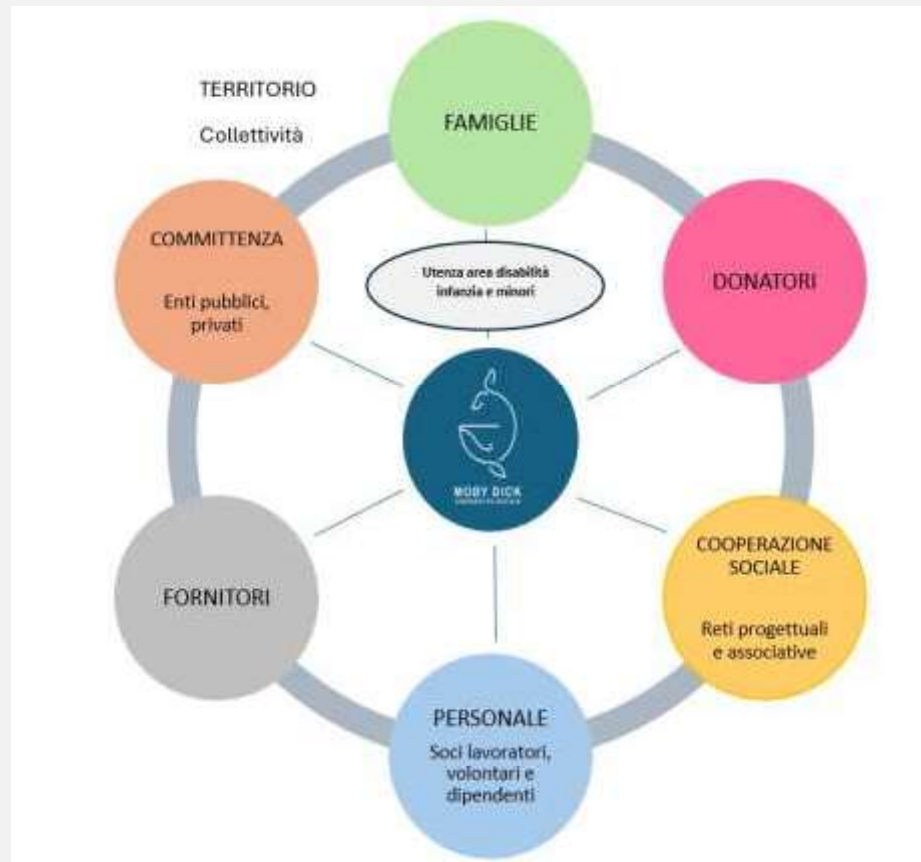 TERRITORIO
Collettività
FAMIGLIE
COMMITTENZA
Enti pubblici,
privati
Utenza area disabilità
infanzia e minori
DONATORI
MOBY DICK
FORNITORI
COOPERAZIONE
SOCIALE
Reti progettuali
e associative
PERSONALE
Soci lavoratori,
volontari e
dipendenti